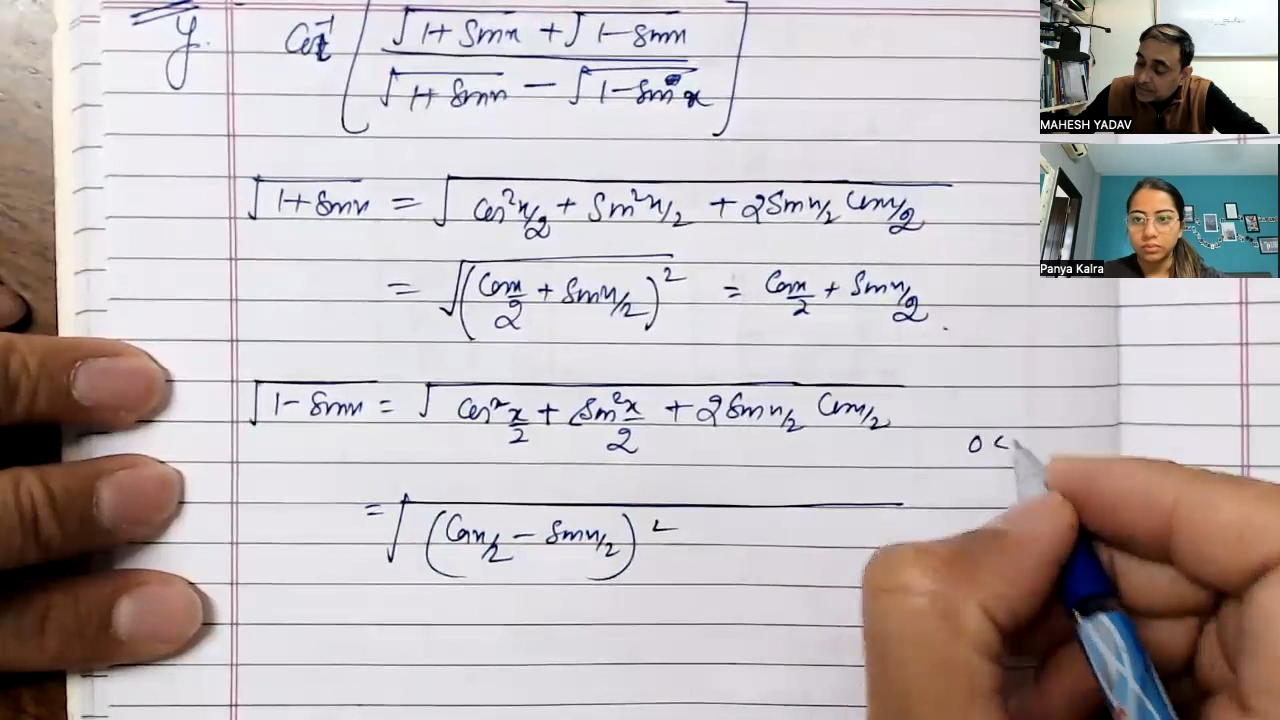 y. Cot⁻¹ [ (√(1+Sinx) + √(1-Sinx)) / (√(1+Sinx) - √(1-Sinx)) ]
MAHESH YADAV
√(1+Sinx) = √(Cos²x/2 + Sin²x/2 + 2Sinx/2 Cosx/2)
Panya Kalra
= √(Cosx/2 + Sinx/2)² = Cosx/2 + Sinx/2.
√(1-Sinx) = √(Cos²x/2 + Sin²x/2 + 2Sinx/2 Cosx/2)
0 <
= √(Cosx/2 - Sinx/2)²